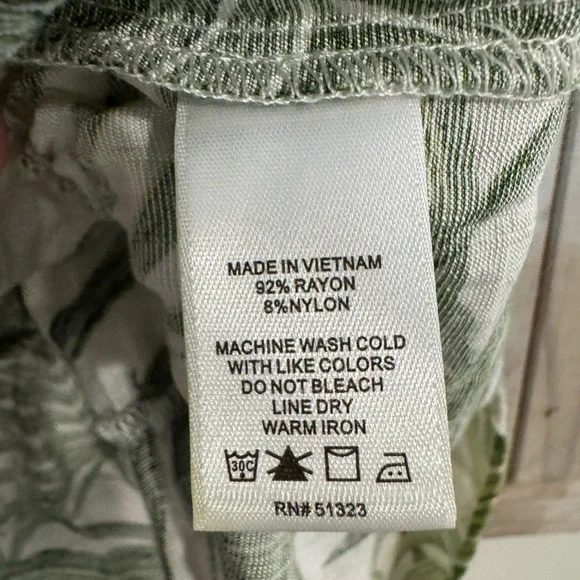 MADE IN VIETNAM
92% RAYON
8%NYLON
MACHINE WASH COLD
WITH LIKE COLORS
DO NOT BLEACH
LINE DRY
WARM IRON
30C
RN# 51323